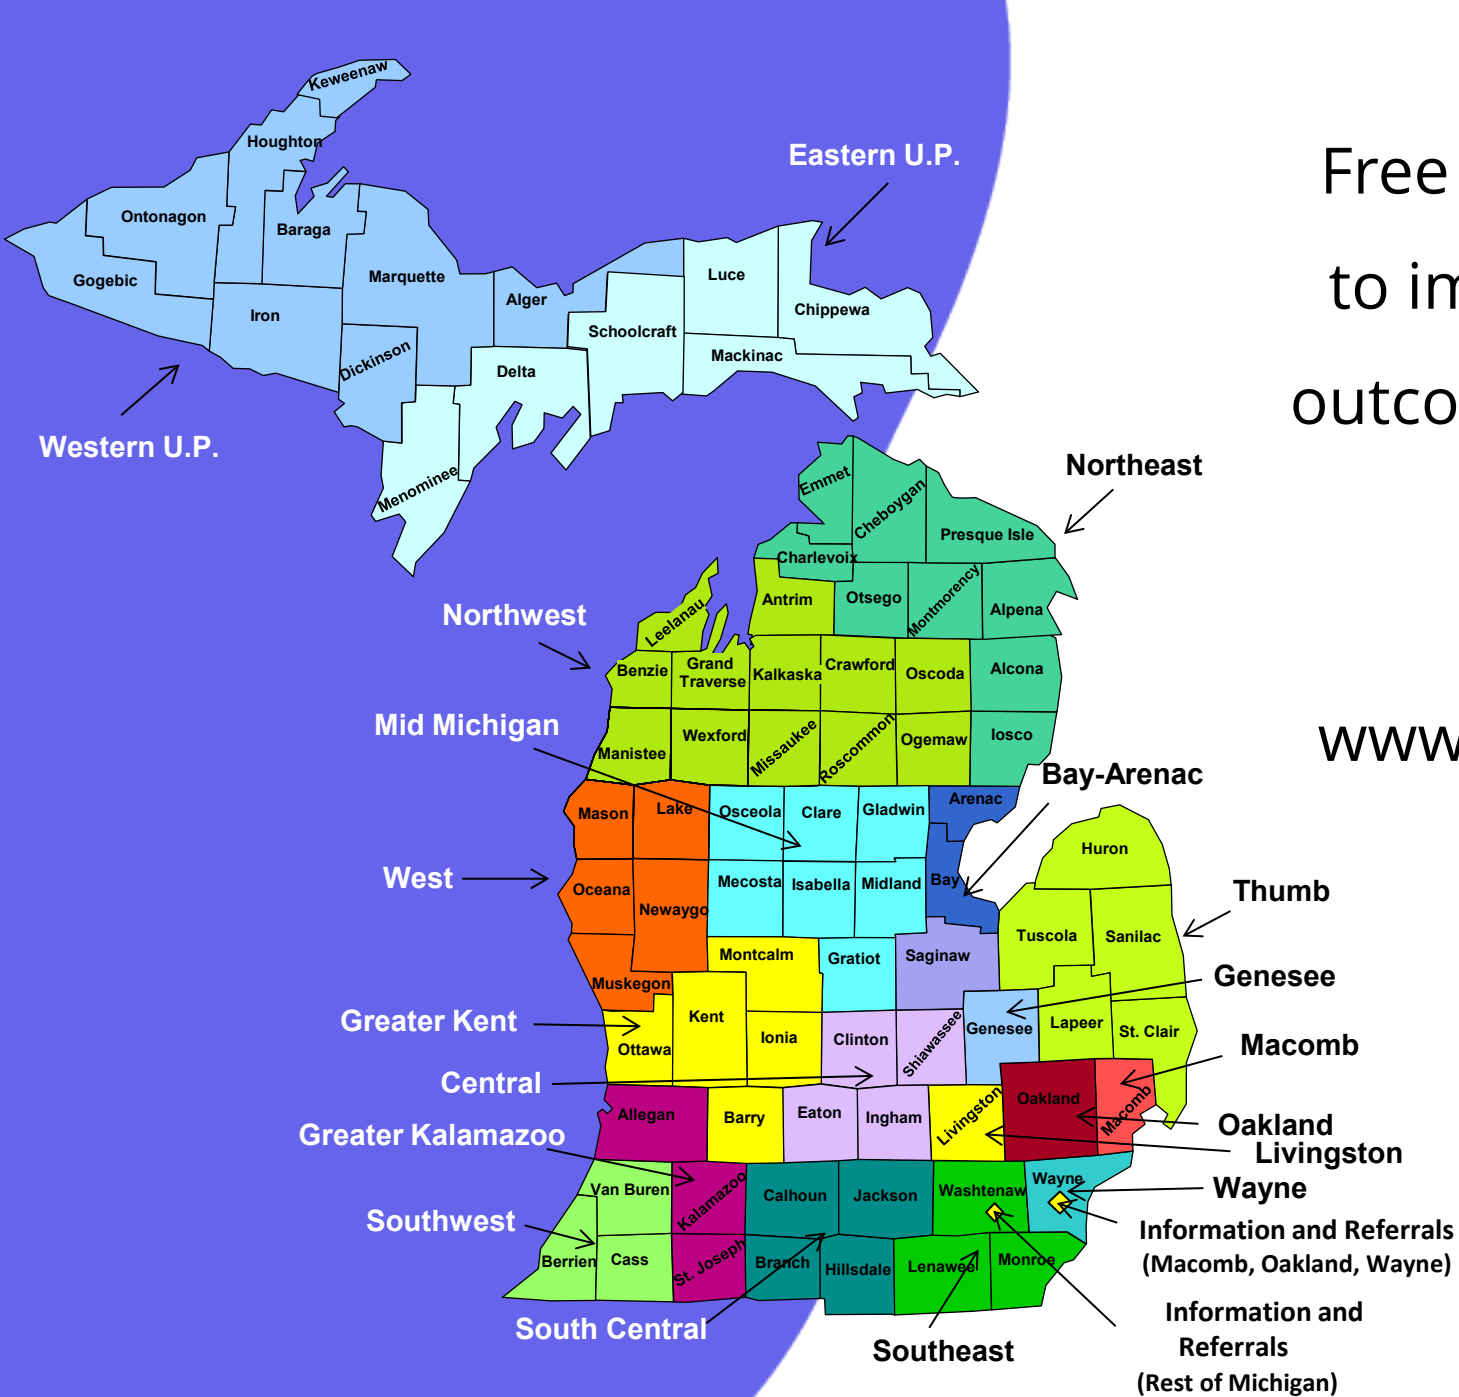 Keweenaw
Houghton
Ontonagon
Baraga
Gogebic
Marquette
Iron
Alger
Luce
Chippewa
Schoolcraft
Mackinac
Dickinson
Delta
Menominee
Eastern U.P.
Western U.P.
Free
to im
outco
www
Northeast
Emmet
Cheboygan
Presque Isle
Charlevoix
Antrim
Otsego
Montmorency
Alpena
Northwest
Leelanau
Benzie
Grand
Traverse
Kalkaska
Crawford
Oscoda
Alcona
Mid Michigan
Manistee
Wexford
Missaukee
Roscommon
Ogemaw
Iosco
Bay-Arenac
Mason
Lake
Osceola
Clare
Gladwin
Arenac
Huron
West
Oceana
Newaygo
Mecosta
Isabella
Midland
Bay
Thumb
Tuscola
Sanilac
Muskegon
Montcalm
Gratiot
Saginaw
Genesee
Greater Kent
Ottawa
Kent
Ionia
Clinton
Shiawassee
Genesee
Lapeer
St. Clair
Macomb
Central
Allegan
Barry
Eaton
Ingham
Livingston
Oakland
Macomb
Oakland
Livingston
Greater Kalamazoo
Van Buren
Kalamazoo
Calhoun
Jackson
Washtenaw
Wayne
Wayne
Southwest
Berrien
Cass
St. Joseph
Branch
Hillsdale
Lenawee
Monroe
Information and Referrals
(Macomb, Oakland, Wayne)
South Central
Southeast
Information and
Referrals
(Rest of Michigan)